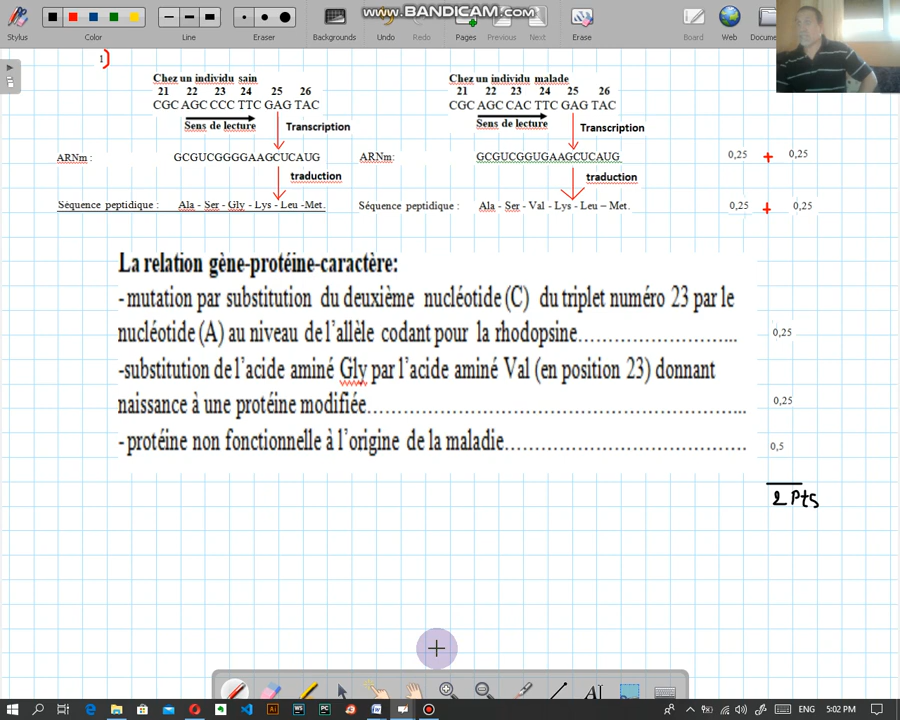 WWW.BANDICAM.COM
Stylus Color Line Eraser Backgrounds Undo Redo Pages Previous Next Erase Board Web
1)
Chez un individu sain Chez un individu malade
21 22 23 24 25 26 21 22 23 24 25 26
CGC AGC CCC TTC GAG TAC CGC AGC CAC TTC GAG TAC
Sens de lecture Transcription Sens de lecture Transcription
ARNm : GCGUCGGGGAAGCUCAUG ARNm: GCGUCGGUGAAGCUCAUG 0,25 + 0,25
traduction traduction
Séquence peptidique : Ala - Ser - Gly - Lys - Leu -Met. Séquence peptidique : Ala - Ser - Val - Lys - Leu – Met. 0,25 + 0,25
La relation gène-protéine-caractère:
-mutation par substitution du deuxième nucléotide (C) du triplet numéro 23 par le
nucléotide (A) au niveau de l'allèle codant pour la rhodopsine............................ 0,25
-substitution de l'acide aminé Gly par l'acide aminé Val (en position 23) donnant
naissance à une protéine modifiée.................................................................. 0,25
-protéine non fonctionnelle à l'origine de la maladie.......................................... 0,5
2 Pts
W PC A
ENG 5:02 PM